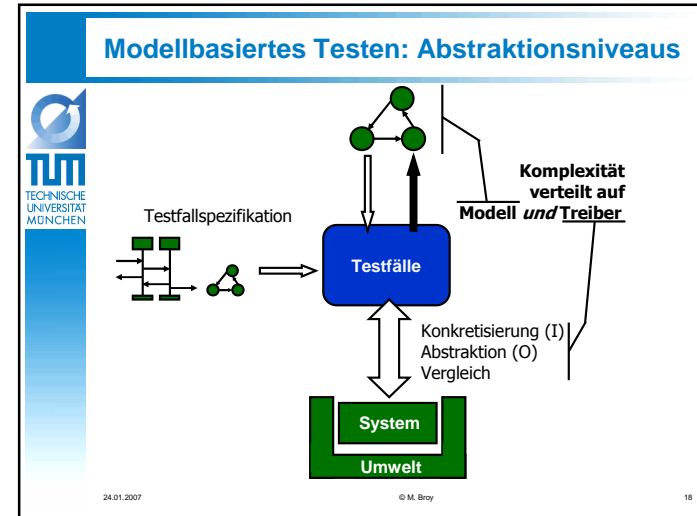 Modellbasiertes Testen: Abstraktionsniveaus
TUM
TECHNISCHE
UNIVERSITÄT
MÜNCHEN
Komplexität
verteilt auf
Modell und Treiber
Testfallspezifikation
Testfälle
Konkretisierung (I)
Abstraktion (O)
Vergleich
System
Umwelt
24.01.2007
© M. Broy
18